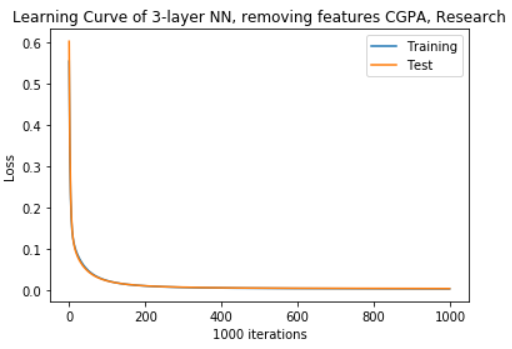 Learning Curve of 3-layer NN, removing features CGPA, Research
Training
Test
0.6
0.5
0.4
0.3
0.2
0.1
0.0
Loss
0 200 400 600 800 1000
1000 iterations